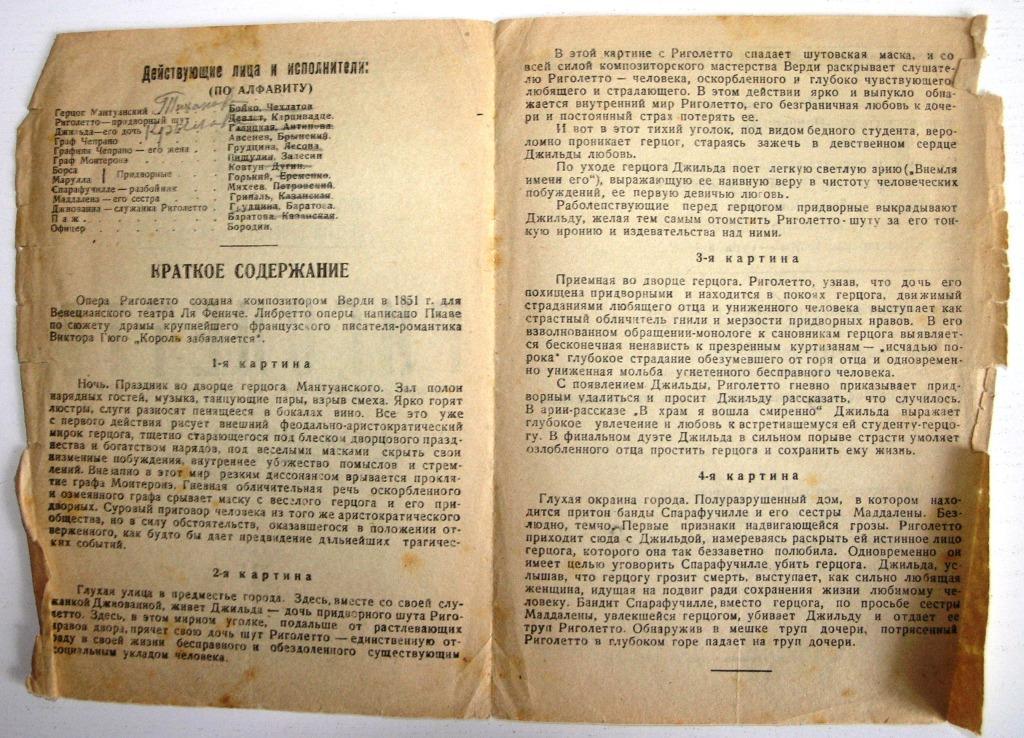 Действующие лица и исполнители:
(ПО АЛФАВИТУ)
Герцог Мантуанский Бойко, Чехлатов
Риголетто—придворный шут Девальт, Каршивадзе.
Джильда—его дочь Галицкая, Антипова.
Граф Чепрано Авсенев, Брынский.
Графиня Чепрано—его жена Грудцина, Лесова.
Граф Монтеронэ Пищулин, Залесин
Борса Ковтун, Дугин.
Марулла } Придворные Горький, Еременко.
Спарафучилле—разбойник Михеев, Петровский.
Маддалена—его сестра Грипаль, Казанская.
Джиованна—служанка Риголетто Грудцина, Баратова.
Паж Баратова, Казанская.
Офицер Бородин.
Тихонов
КРАТКОЕ СОДЕРЖАНИЕ
Опера Риголетто создана композитором Верди в 1851 г. для
Венецианского театра Ля Фениче. Либретто оперы написано Пиаве
по сюжету драмы крупнейшего французского писателя-романтика
Виктора Гюго „Король забавляется".
1-я картина
Ночь. Праздник во дворце герцога Мантуанского. Зал полон
нарядных гостей, музыка, танцующие пары, взрыв смеха. Ярко горят
люстры, слуги разносят пенящееся в бокалах вино. Все это уже
с первого действия рисует внешний феодально-аристократический
мирок герцога, тщетно старающегося под блеском дворцового празд-
нества и богатством нарядов, под веселыми масками скрыть свои
низменные побуждения, внутреннее убожество помыслов и стрем-
лений. Внезапно в этот мир резким диссонансом врывается прокля-
тие графа Монтеронэ. Гневная обличительная речь оскорбленного
и осмеянного графа срывает маску с веселого герцога и его при-
дворных. Суровый приговор человека из того же аристократического
общества, но в силу обстоятельств, оказавшегося в положении от-
верженного, как будто бы дает предвидение дальнейших трагичес-
ких событий.
2-я картина
Глухая улица в предместье города. Здесь, вместе со своей слу-
жанкой Джиованной, живет Джильда—дочь придворного шута Риго-
летто. Здесь, в этом мирном уголке, подальше от растлевающих
нравов двора, прячет свою дочь шут Риголетто—единственную от-
раду в своей жизни бесправного и обездоленного существующим
социальным укладом человека.
В этой картине с Риголетто спадает шутовская маска, и со
всей силой композиторского мастерства Верди раскрывает слушате-
лю Риголетто—человека, оскорбленного и глубоко чувствующего,
любящего и страдающего. В этом действии ярко и выпукло обна-
жается внутренний мир Риголетто, его безграничная любовь к доче-
ри и постоянный страх потерять ее.
И вот в этот тихий уголок, под видом бедного студента, веро-
ломно проникает герцог, стараясь зажечь в девственном сердце
Джильды любовь.
По уходе герцога Джильда поет легкую светлую арию („Внемля
имени его"), выражающую ее наивную веру в чистоту человеческих
побуждений, ее первую девичью любовь.
Раболепствующие перед герцогом придворные выкрадывают
Джильду, желая тем самым отомстить Риголетто-шуту за его тон-
кую иронию и издевательства над ними.
3-я картина
Приемная во дворце герцога. Риголетто, узнав, что дочь его
похищена придворными и находится в покоях герцога, движимый
страданиями любящего отца и униженного человека выступает как
страстный обличитель гнили и мерзости придворных нравов. В его
взволнованном обращении-монологе к сановникам герцога выявляет-
ся бесконечная ненависть к презренным куртизанам—„исчадью по-
рока" глубокое страдание обезумевшего от горя отца и одновремен-
но униженная мольба угнетенного бесправного человека.
С появлением Джильды, Риголетто гневно приказывает прид-
ворным удалиться и просит Джильду рассказать, что случилось.
В арии-рассказе „В храм я вошла смиренно" Джильда выражает
глубокое увлечение и любовь к встретившемуся ей студенту-герцо-
гу. В финальном дуэте Джильда в сильном порыве страсти умоляет
озлобленного отца простить герцога и сохранить ему жизнь.
4-я картина
Глухая окраина города. Полуразрушенный дом, в котором нахо-
дится притон банды Спарафучилле и его сестры Маддалены. Без-
людно, темно. Первые признаки надвигающейся грозы. Риголетто
приходит сюда с Джильдой, намереваясь раскрыть ей истинное лицо
герцога, которого она так беззаветно полюбила. Одновременно он
имеет целью уговорить Спарафучилле убить герцога. Джильда, ус-
лышав, что герцогу грозит смерть, выступает, как сильно любящая
женщина, идущая на подвиг ради сохранения жизни любимому че-
ловеку. Бандит Спарафучилле, вместо герцога, по просьбе сестры
Маддалены, увлекшейся герцогом, убивает Джильду и отдает ее
труп Риголетто. Обнаружив в мешке труп дочери, потрясенный
Риголетто в глубоком горе падает на труп дочери.